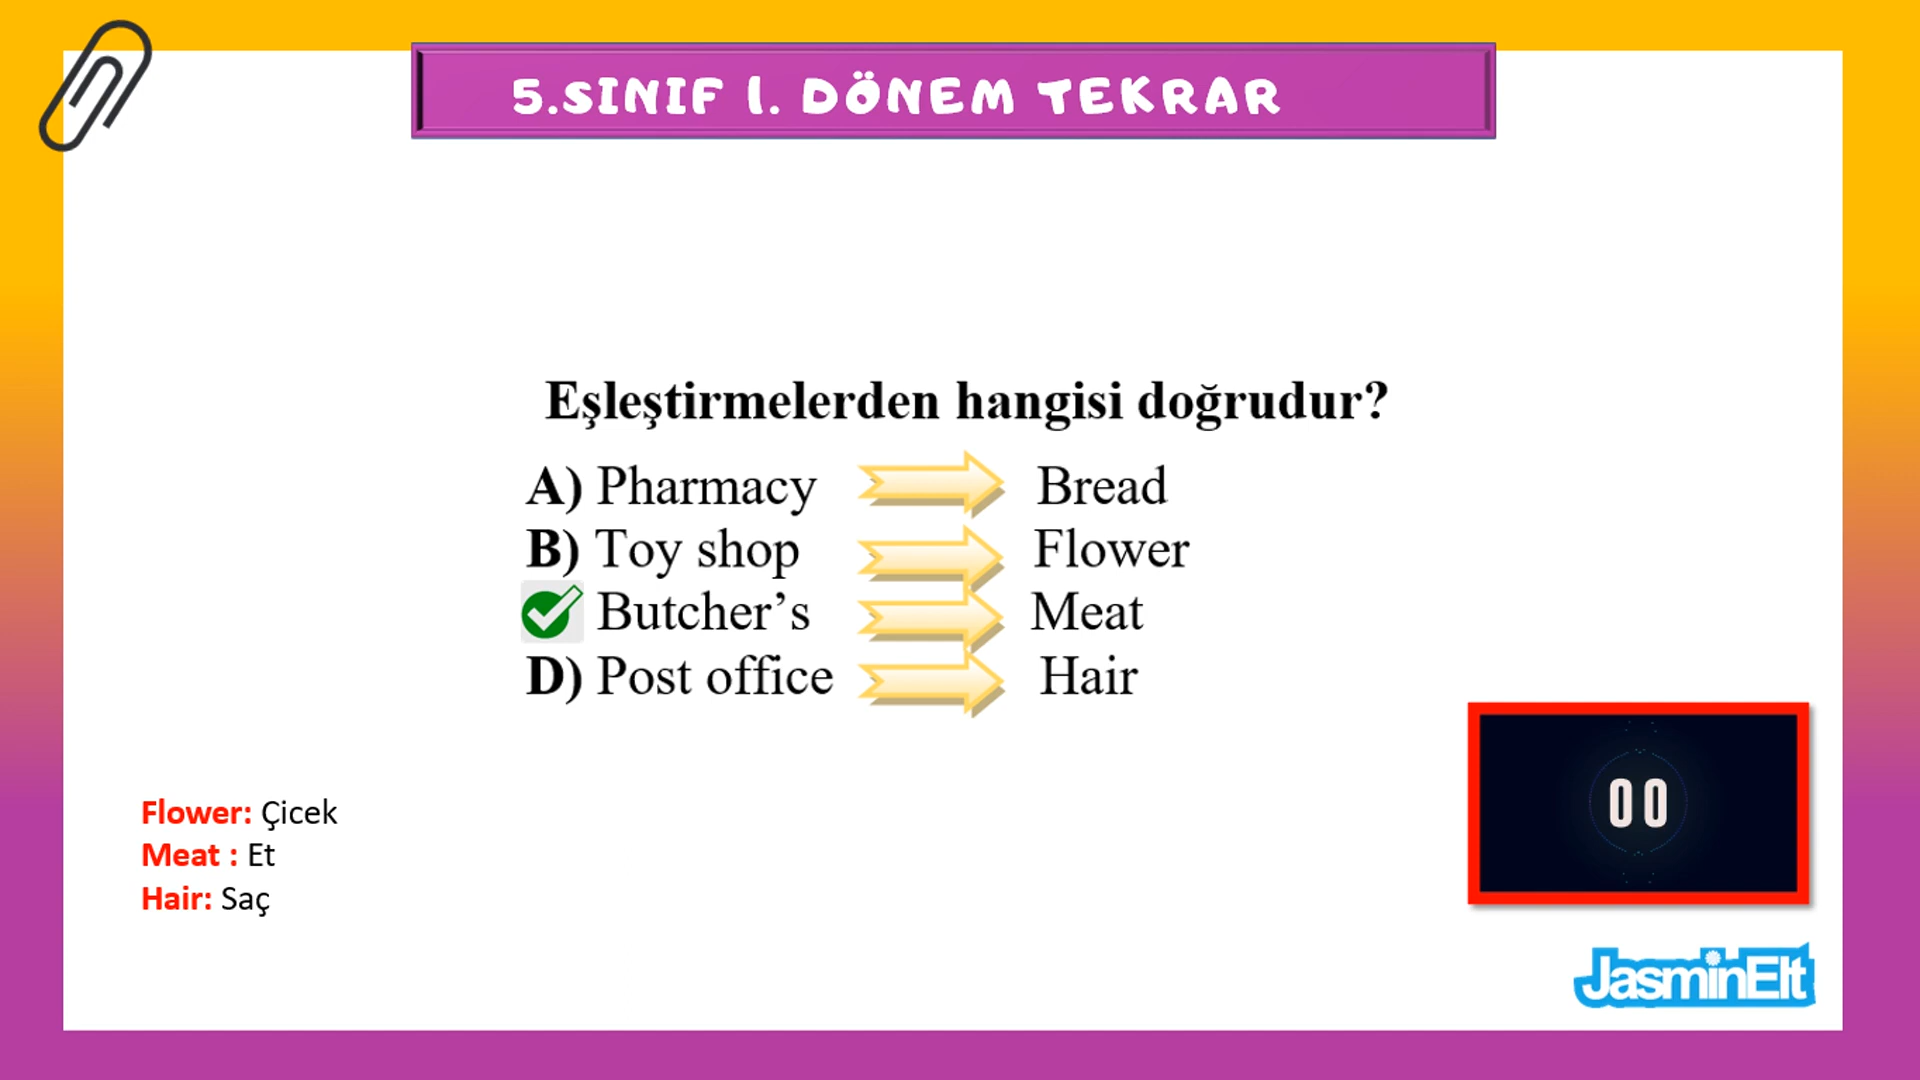 5.SINIF 1. DÖNEM TEKRAR
Eşleştirmelerden hangisi doğrudur?
A) Pharmacy Bread
B) Toy shop Flower
Butcher’s Meat
D) Post office Hair
Flower: Çicek
Meat : Et
Hair: Saç
00
JasminElt